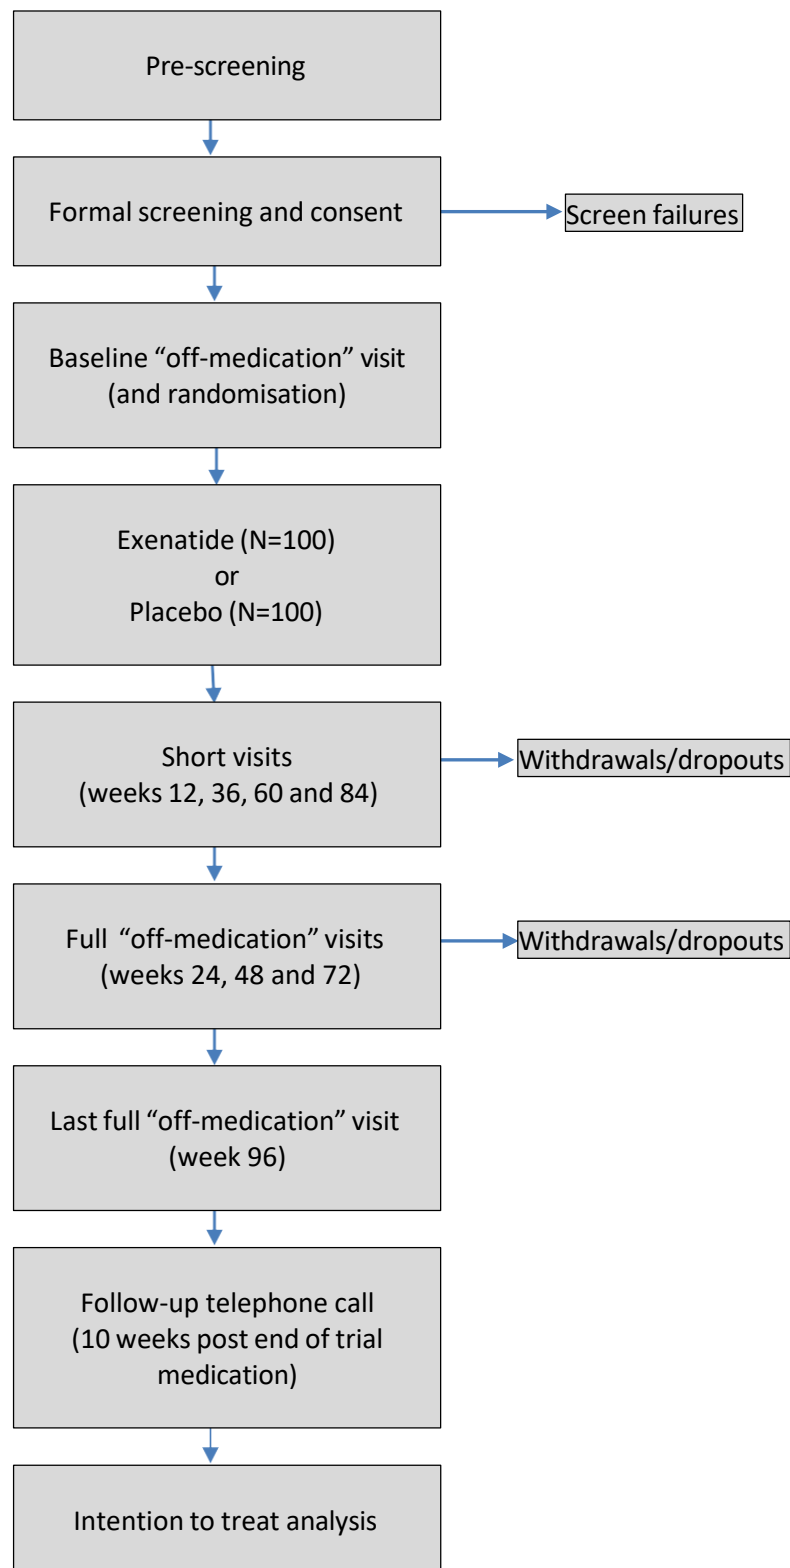 Pre-screening
Formal screening and consent
Screen failures
Baseline “off-medication” visit
(and randomisation)
Exenatide (N=100)
or
Placebo (N=100)
Short visits
(weeks 12, 36, 60 and 84)
Withdrawals/dropouts
Full “off-medication” visits
(weeks 24, 48 and 72)
Withdrawals/dropouts
Last full “off-medication” visit
(week 96)
Follow-up telephone call
(10 weeks post end of trial
medication)
Intention to treat analysis